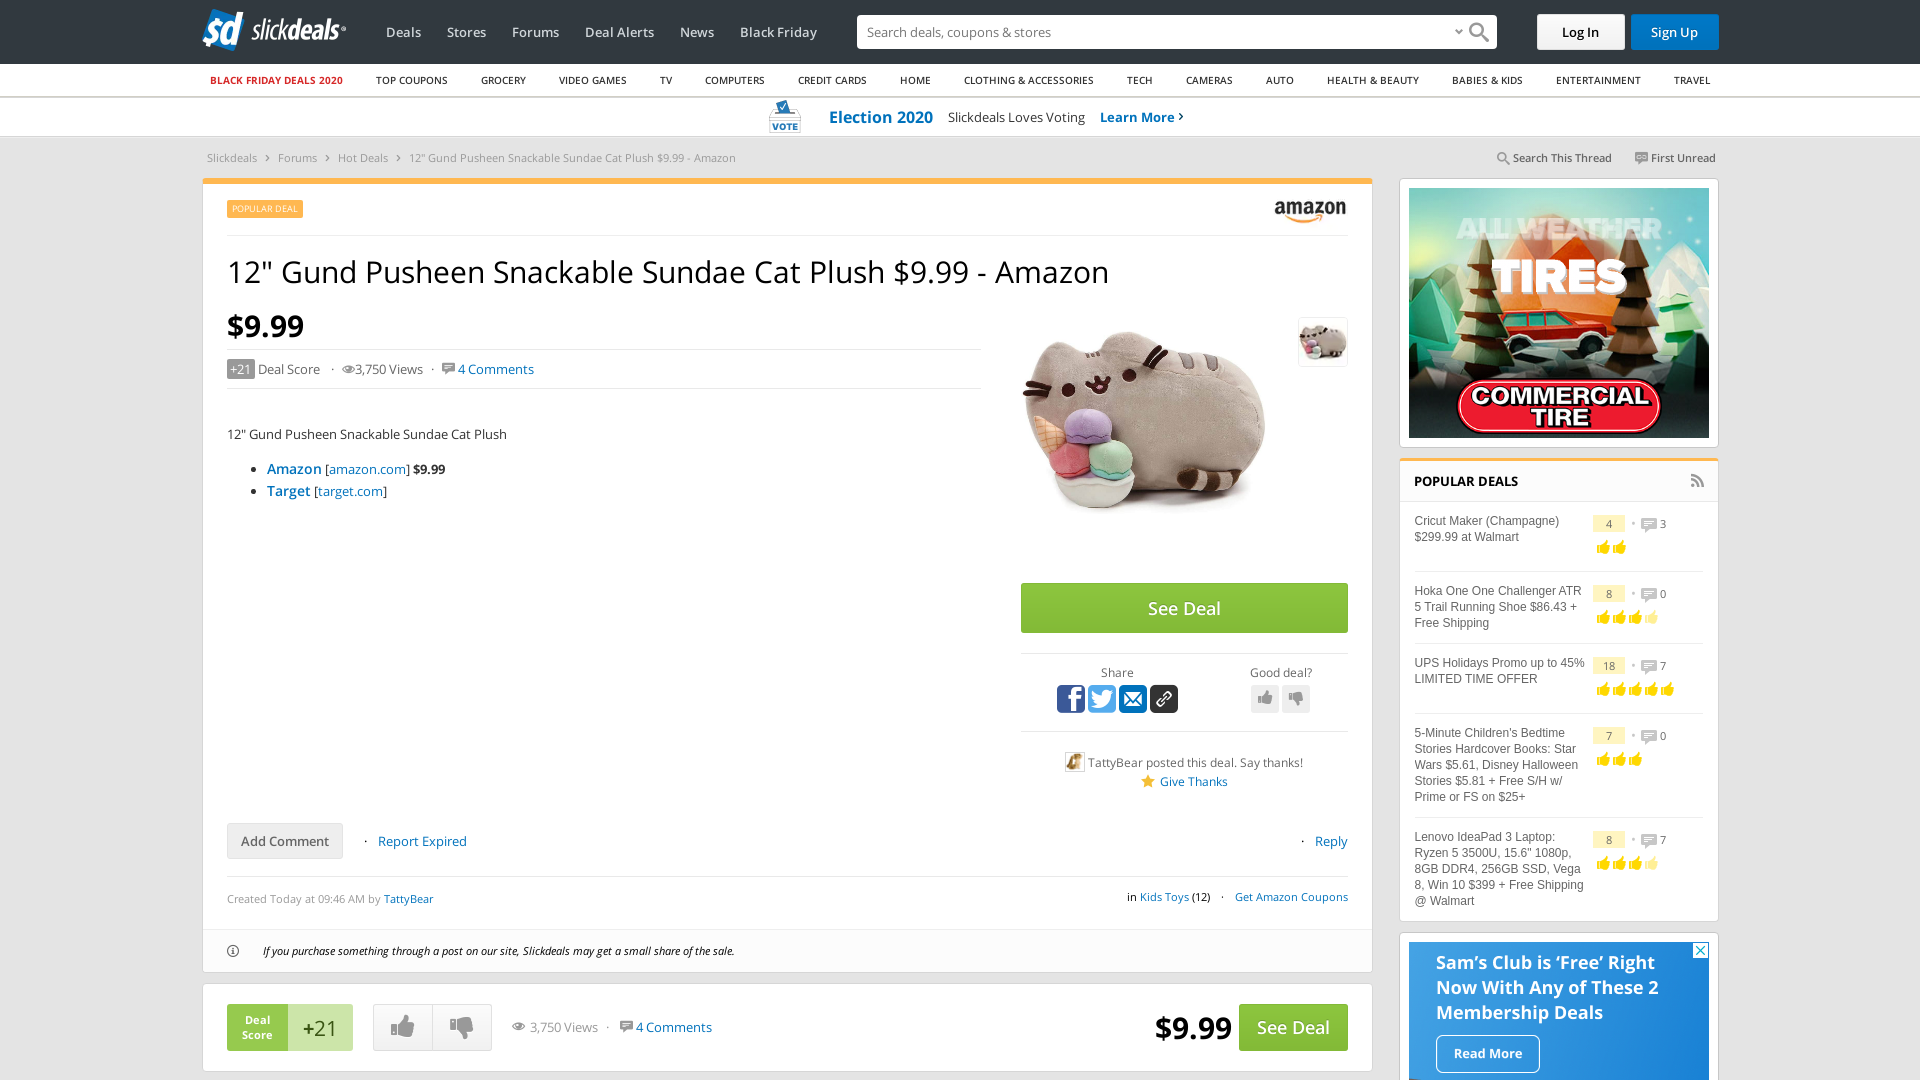 slickdeals
Deals
Stores
Forums
Deal Alerts
News
Black Friday
Search deals, coupons & stores
Log In
Sign Up
BLACK FRIDAY DEALS 2020
TOP COUPONS
GROCERY
VIDEO GAMES
TV
COMPUTERS
CREDIT CARDS
HOME
CLOTHING & ACCESSORIES
TECH
CAMERAS
AUTO
HEALTH & BEAUTY
BABIES & KIDS
ENTERTAINMENT
TRAVEL
VOTE
Election 2020 Slickdeals Loves Voting Learn More
Slickdeals > Forums > Hot Deals > 12" Gund Pusheen Snackable Sundae Cat Plush $9.99 - Amazon
Search This Thread
First Unread
POPULAR DEAL
amazon
12" Gund Pusheen Snackable Sundae Cat Plush $9.99 - Amazon
$9.99
+21 Deal Score · 3,750 Views · 4 Comments
12" Gund Pusheen Snackable Sundae Cat Plush
• Amazon [amazon.com] $9.99
• Target [target.com]
See Deal
Share
Good deal?
TattyBear posted this deal. Say thanks!
Give Thanks
Add Comment · Report Expired
· Reply
Created Today at 09:46 AM by TattyBear
in Kids Toys (12) · Get Amazon Coupons
If you purchase something through a post on our site, Slickdeals may get a small share of the sale.
Deal
Score
+21
3,750 Views · 4 Comments
$9.99
See Deal
ALL WEATHER
TIRES
COMMERCIAL
TIRE
POPULAR DEALS
Cricut Maker (Champagne)
$299.99 at Walmart
4 • 3
Hoka One One Challenger ATR
5 Trail Running Shoe $86.43 +
Free Shipping
8 • 0
UPS Holidays Promo up to 45%
LIMITED TIME OFFER
18 • 7
5-Minute Children's Bedtime
Stories Hardcover Books: Star
Wars $5.61, Disney Halloween
Stories $5.81 + Free S/H w/
Prime or FS on $25+
7 • 0
Lenovo IdeaPad 3 Laptop:
Ryzen 5 3500U, 15.6" 1080p,
8GB DDR4, 256GB SSD, Vega
8, Win 10 $399 + Free Shipping
@ Walmart
8 • 7
Sam's Club is 'Free' Right
Now With Any of These 2
Membership Deals
Read More